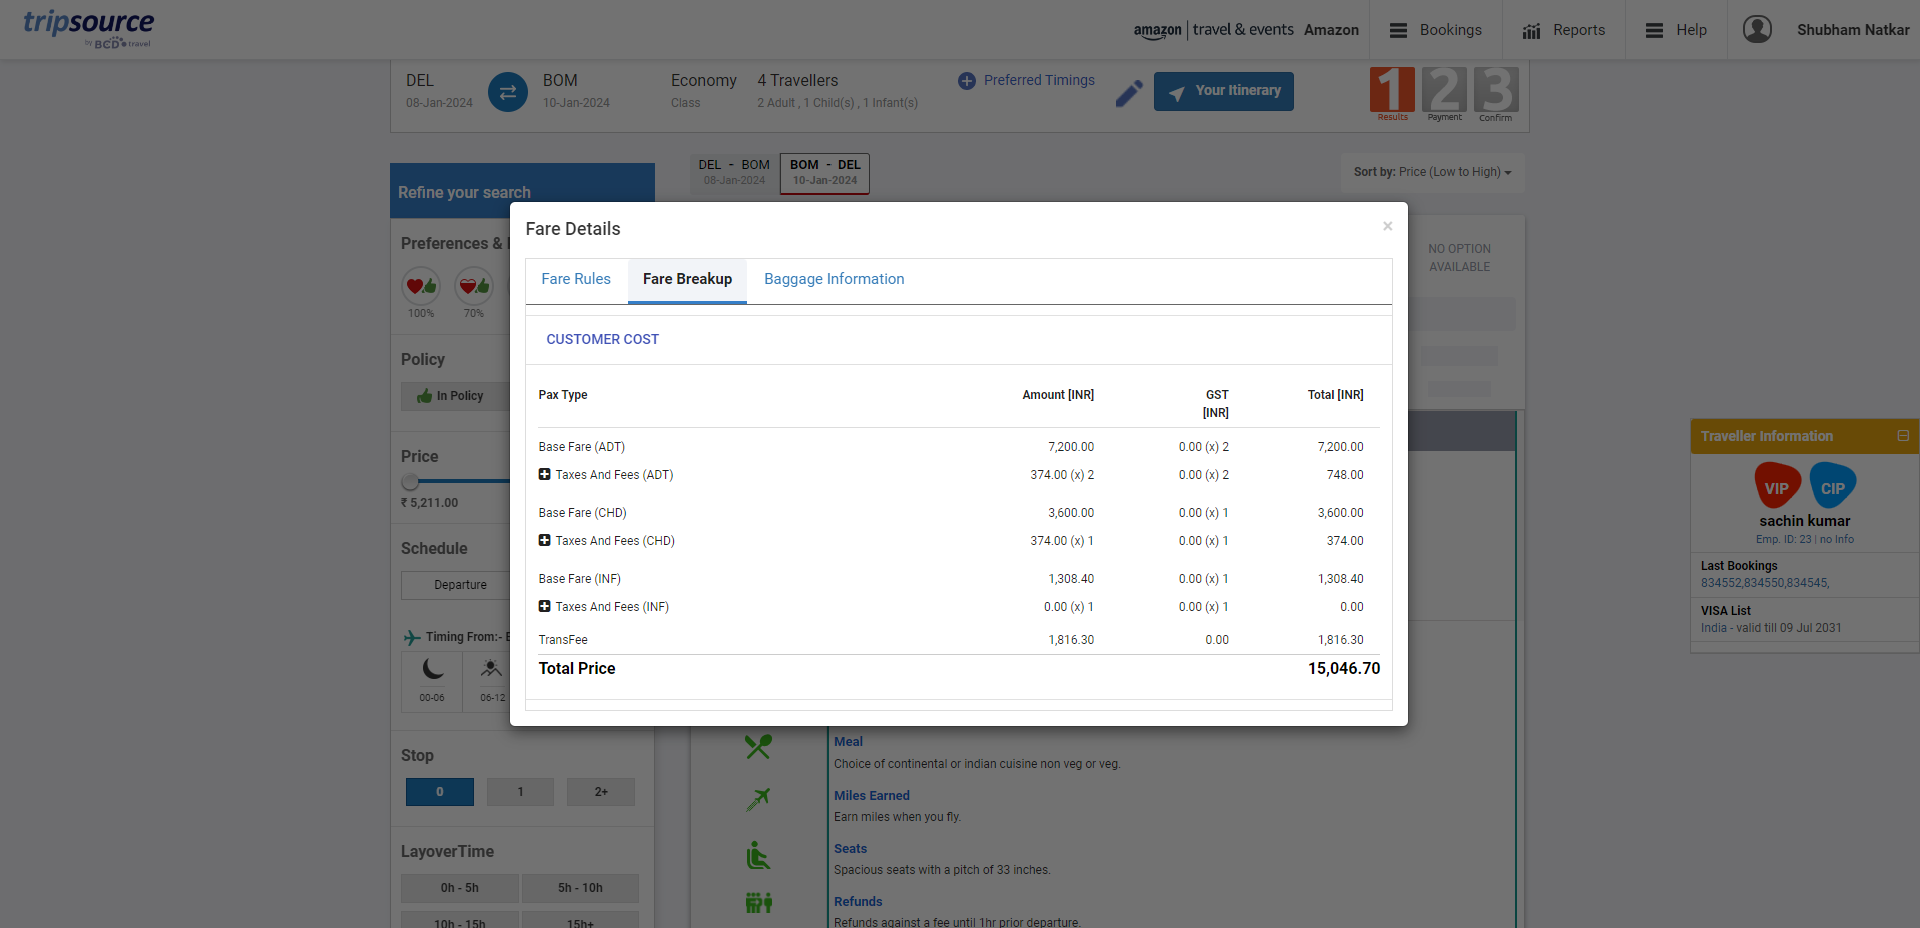 tripsource
by BCD travel
amazon | travel & events Amazon
Bookings
Reports
Help
Shubham Natkar
DEL
08-Jan-2024
BOM
10-Jan-2024
Economy
Class
4 Travellers
2 Adult , 1 Child(s) , 1 Infant(s)
Preferred Timings
Your Itinerary
1 2 3
Results Payment Confirm
DEL - BOM
08-Jan-2024
BOM - DEL
10-Jan-2024
Sort by: Price (Low to High)
Refine your search
Preferences &
100% 70%
Policy
In Policy
Price
₹ 5,211.00
Schedule
Departure
Timing From:-
00-06 06-12
Stop
0 1 2+
LayoverTime
0h - 5h 5h - 10h
10h - 15h 15h+
Fare Details ×
Fare Rules Fare Breakup Baggage Information
CUSTOMER COST
Pax Type Amount [INR] GST [INR] Total [INR]
Base Fare (ADT) 7,200.00 0.00 (x) 2 7,200.00
Taxes And Fees (ADT) 374.00 (x) 2 0.00 (x) 2 748.00
Base Fare (CHD) 3,600.00 0.00 (x) 1 3,600.00
Taxes And Fees (CHD) 374.00 (x) 1 0.00 (x) 1 374.00
Base Fare (INF) 1,308.40 0.00 (x) 1 1,308.40
Taxes And Fees (INF) 0.00 (x) 1 0.00 (x) 1 0.00
TransFee 1,816.30 0.00 1,816.30
Total Price 15,046.70
NO OPTION
AVAILABLE
Meal
Choice of continental or indian cuisine non veg or veg.
Miles Earned
Earn miles when you fly.
Seats
Spacious seats with a pitch of 33 inches.
Refunds
Refunds against a fee until 1hr prior departure.
Traveller Information
VIP CIP
sachin kumar
Emp. ID: 23 | no Info
Last Bookings
834552,834550,834545,
VISA List
India - valid till 09 Jul 2031